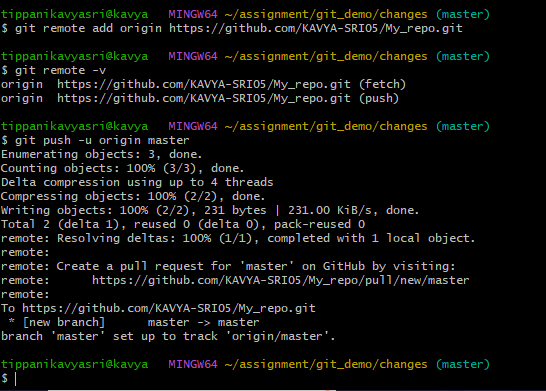 tippanikavyasri@kavya MINGW64 ~/assignment/git_demo/changes (master)
$ git remote add origin https://github.com/KAVYA-SRIO5/My_repo.git
tippanikavyasri@kavya MINGW64 ~/assignment/git_demo/changes (master)
$ git remote -v
origin https://github.com/KAVYA-SRIO5/My_repo.git (fetch)
origin https://github.com/KAVYA-SRIO5/My_repo.git (push)
tippanikavyasri@kavya MINGW64 ~/assignment/git_demo/changes (master)
$ git push -u origin master
Enumerating objects: 3, done.
Counting objects: 100% (3/3), done.
Delta compression using up to 4 threads
Compressing objects: 100% (2/2), done.
Writing objects: 100% (2/2), 231 bytes | 231.00 KiB/s, done.
Total 2 (delta 1), reused 0 (delta 0), pack-reused 0
remote: Resolving deltas: 100% (1/1), completed with 1 local object.
remote:
remote: Create a pull request for 'master' on GitHub by visiting:
remote: https://github.com/KAVYA-SRIO5/My_repo/pull/new/master
remote:
To https://github.com/KAVYA-SRIO5/My_repo.git
* [new branch] master -> master
branch 'master' set up to track 'origin/master'.
tippanikavyasri@kavya MINGW64 ~/assignment/git_demo/changes (master)
$